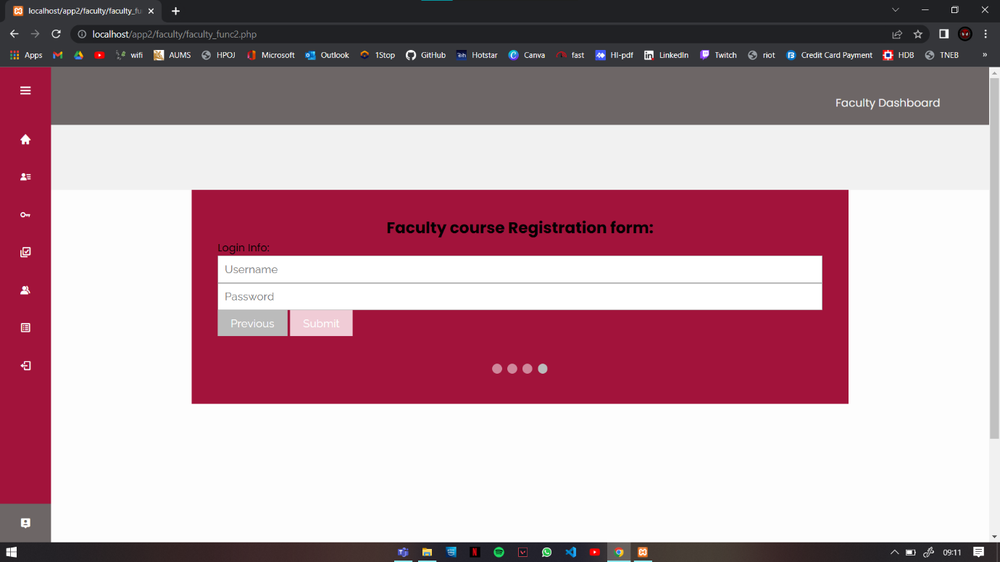 localhost/app2/faculty/faculty_fu
localhost/app2/faculty/faculty_func2.php
Apps wifi AUMS HPOJ Microsoft Outlook 1Stop GitHub Hotstar Canva fast HI-pdf LinkedIn Twitch riot Credit Card Payment HDB TNEB »
Faculty Dashboard
Faculty course Registration form:
Login Info:
Username
Password
Previous Submit
09:11